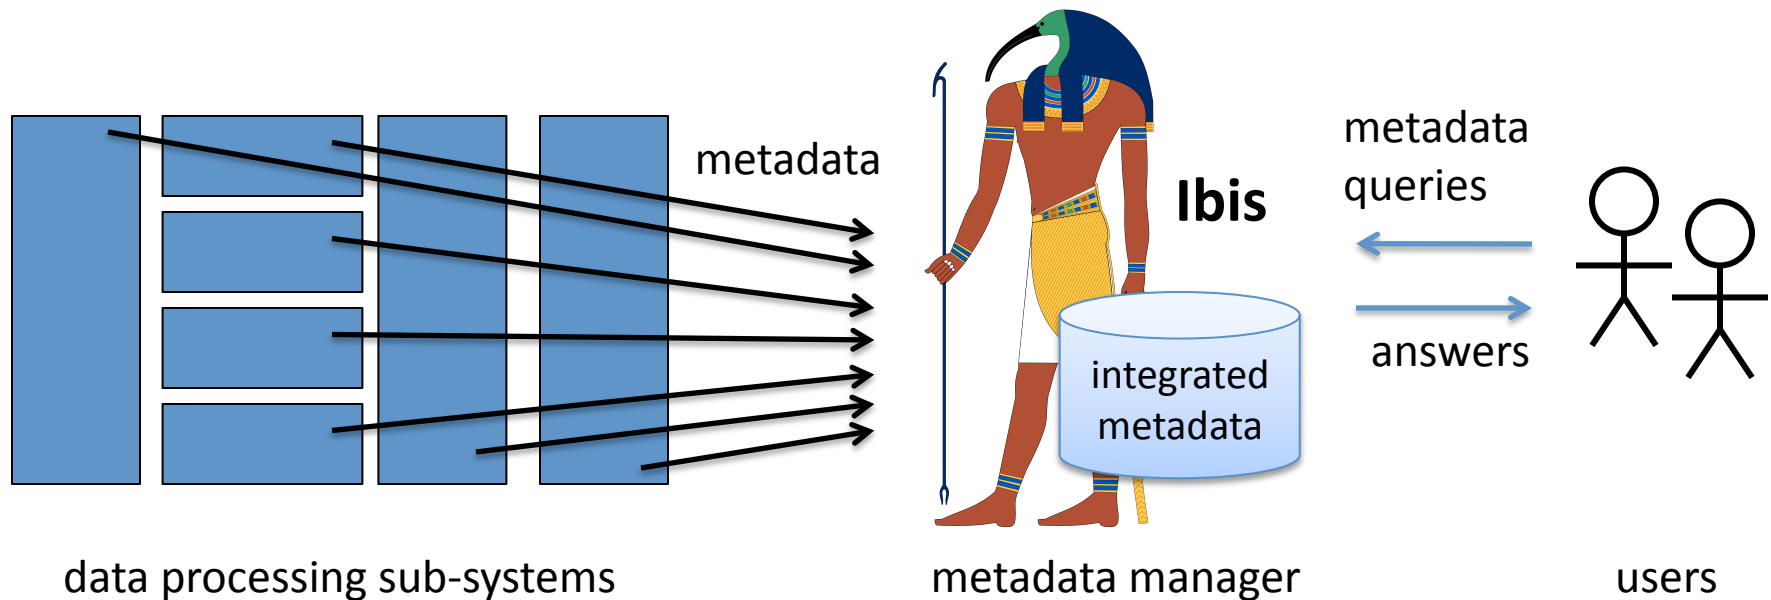 metadata
Ibis
metadata
queries
answers
integrated
metadata
data processing sub-systems
metadata manager
users